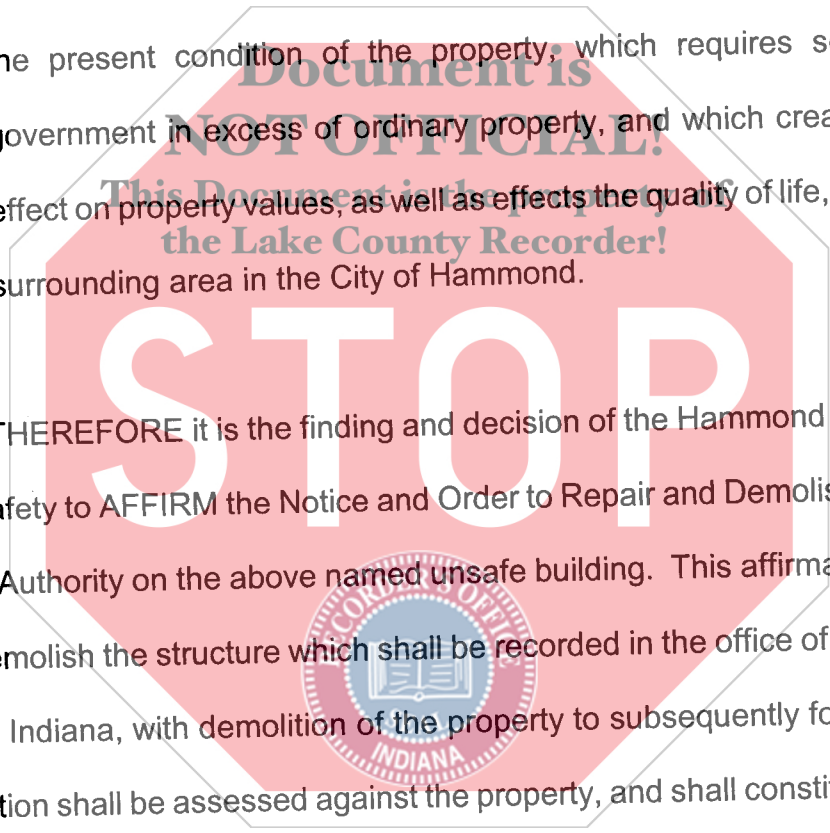 he present condition of the property, which requires s
Document is
government in excess of ordinary property, and which crea
NOT OFFICIAL!
effect on property values, as well as effects the quality of life,
This Document is the property of
the Lake County Recorder!
surrounding area in the City of Hammond.
STOP
THEREFORE it is the finding and decision of the Hammond
afety to AFFIRM the Notice and Order to Repair and Demolis
Authority on the above named unsafe building. This affirma
emolish the structure which shall be recorded in the office of
Indiana, with demolition of the property to subsequently fo
tion shall be assessed against the property, and shall constit
RECORDER'S OFFICE
INDIANA